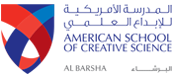 المدرسة الأمريكية
للإبداع العلمي
AMERICAN SCHOOL
OF CREATIVE SCIENCE
AL BARSHA البرشاء